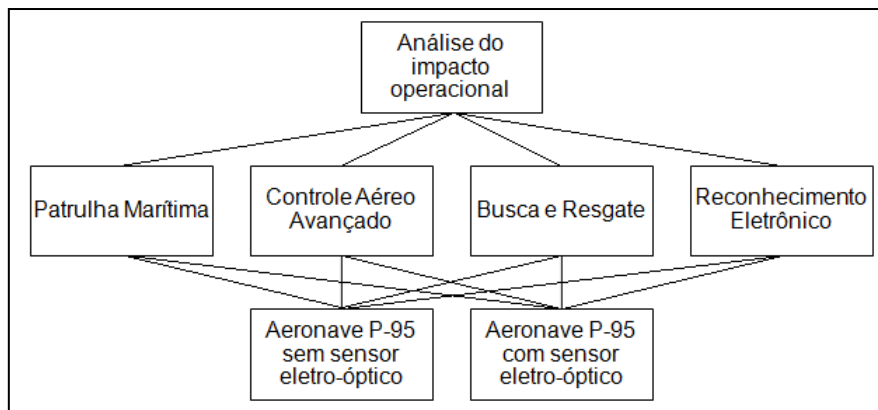 Análise do
impacto
operacional
Patrulha Marítima
Controle Aéreo
Avançado
Busca e Resgate
Reconhecimento
Eletrônico
Aeronave P-95
sem sensor
eletro-óptico
Aeronave P-95
com sensor
eletro-óptico